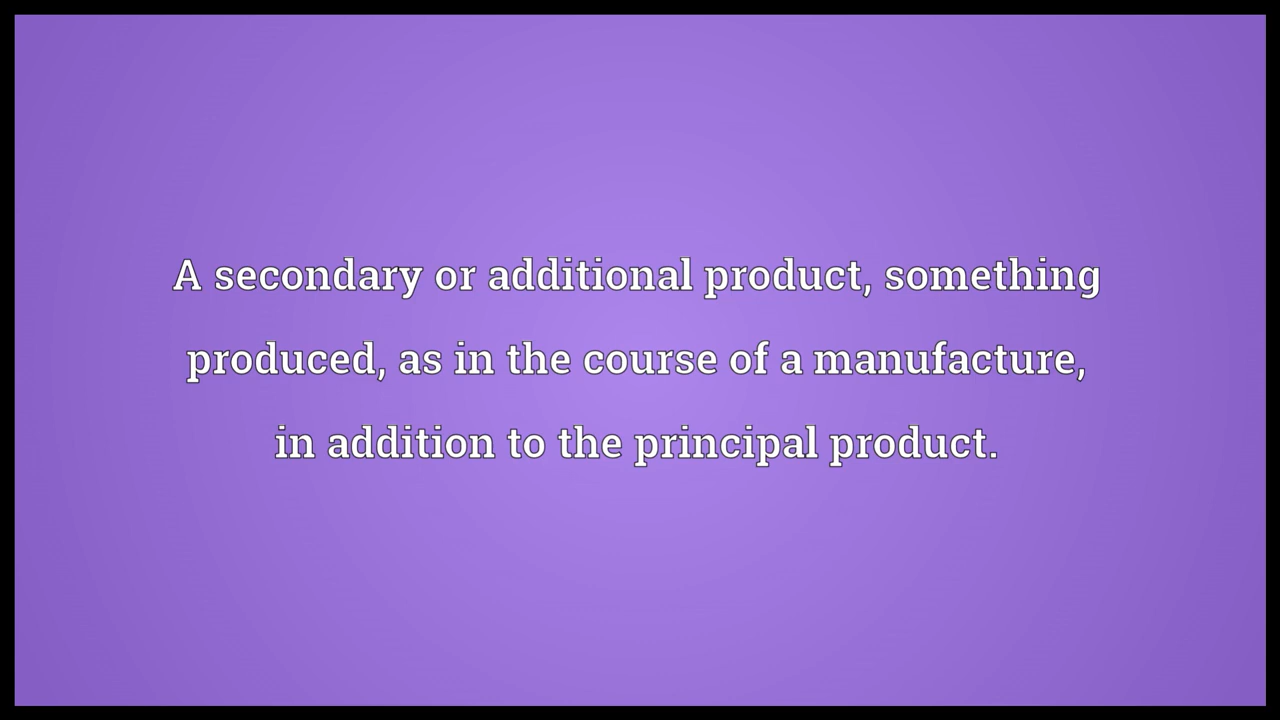 A secondary or additional product, something
produced, as in the course of a manufacture,
in addition to the principal product.